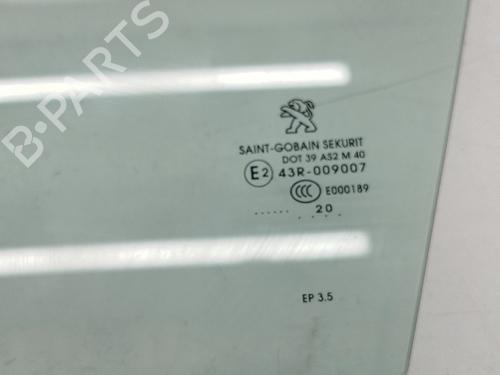 B-PARTS
SAINT-GOBAIN SEKURIT
DOT 39 AS2 M 40
E2 43R-009007
CCC E000189
...... 20 ....
EP 3.5